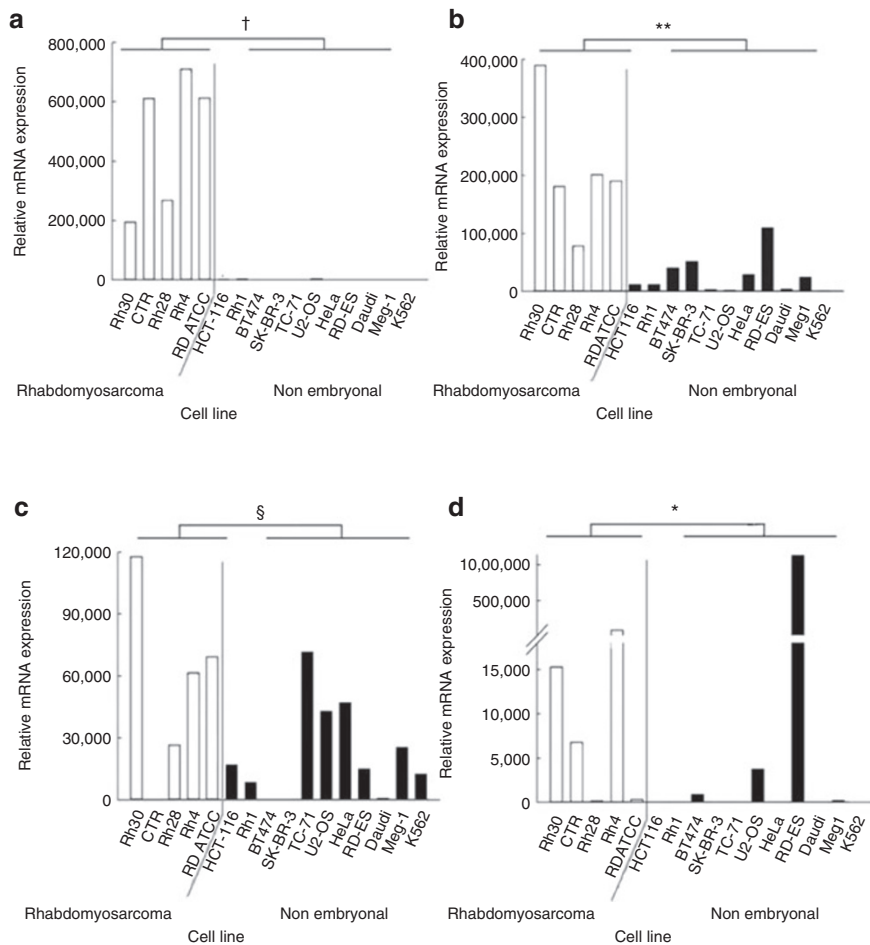 a
†
800,000
600,000
400,000
200,000
0
Relative mRNA expression
Rh30
CTR
Rh28
Rh4
RD ATCC
HCT-116
Rh1
BT474
SK-BR-3
TC-71
U2-OS
HeLa
RD-ES
Daudi
Meg-1
K562
Rhabdomyosarcoma
Non embryonal
Cell line
b
**
400,000
300,000
200,000
100,000
0
Relative mRNA expression
Rh30
CTR
Rh28
Rh4
RDATCC
HCT116
Rh1
BT474
SK-BR-3
TC-71
U2-OS
HeLa
RD-ES
Daudi
Meg1
K562
Rhabdomyosarcoma
Non embryonal
Cell line
c
§
120,000
90,000
60,000
30,000
0
Relative mRNA expression
Rh30
CTR
Rh28
Rh4
RD ATCC
HCT-116
Rh1
BT474
SK-BR-3
TC-71
U2-OS
HeLa
RD-ES
Daudi
Meg-1
K562
Rhabdomyosarcoma
Non embryonal
Cell line
d
*
10,00,000
500,000
15,000
10,000
5,000
0
Relative mRNA expression
Rh30
CTR
Rh28
Rh4
RDATCC
HCT116
Rh1
BT474
SK-BR-3
TC-71
U2-OS
HeLa
RD-ES
Daudi
Meg1
K562
Rhabdomyosarcoma
Non embryonal
Cell line